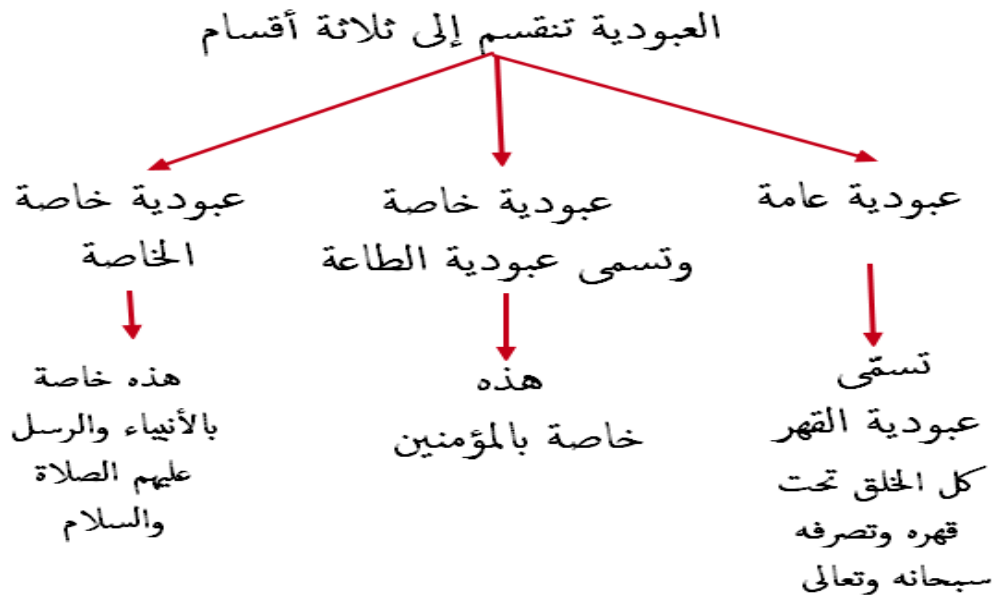 العبودية تنقسم إلى ثلاثة أقسام
عبودية عامة
تسمّى
عبودية القهر
كل الخلق تحت
قهره وتصرفه
سبحانه وتعالى
عبودية خاصة
وتسمى عبودية الطاعة
هذه
خاصة بالمؤمنين
عبودية خاصة
الخاصة
هذه خاصة
بالأنبياء والرسل
عليهم الصلاة
والسلام